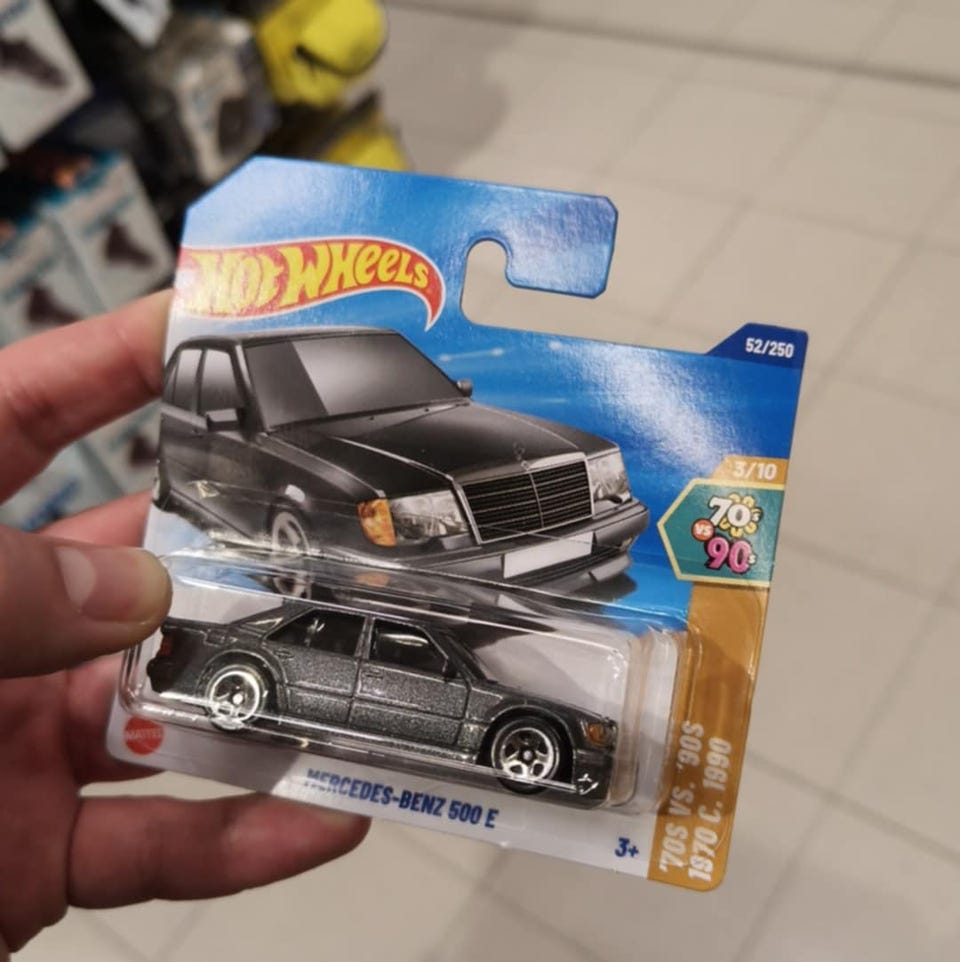 HOT WHEELS
52/250
3/10
70s
VS
90s
MATTEL
MERCEDES-BENZ 500 E
3+
'70S VS. '90S
1970 C. 1990